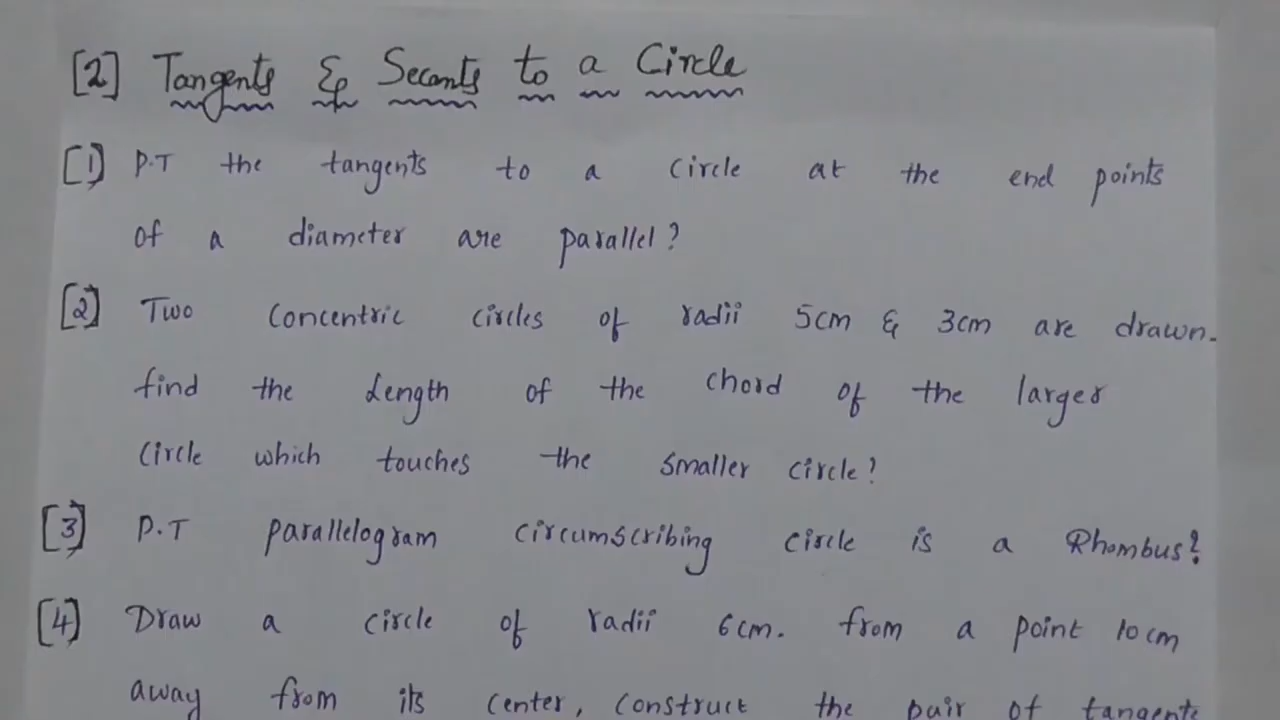 [2] Tangents & Secants to a Circle
[1] P.T the tangents to a circle at the end points
of a diameter are parallel?
[2] Two concentric circles of radii 5cm & 3cm are drawn.
find the Length of the chord of the larger
circle which touches the smaller circle?
[3] P.T parallelogram circumscribing circle is a Rhombus?
[4] Draw a circle of radii 6cm. from a point 10cm
away from its center, construct the pair of tangents